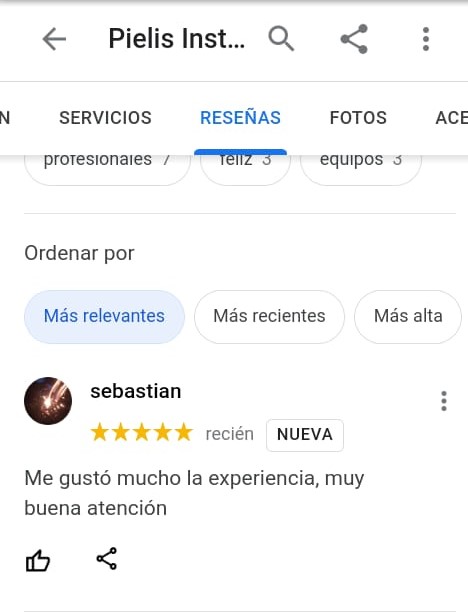 Pielis Inst...
N SERVICIOS RESEÑAS FOTOS ACE
profesionales 7 feliz 3 equipos 3
Ordenar por
Más relevantes Más recientes Más alta
sebastian
recién NUEVA
Me gustó mucho la experiencia, muy
buena atención